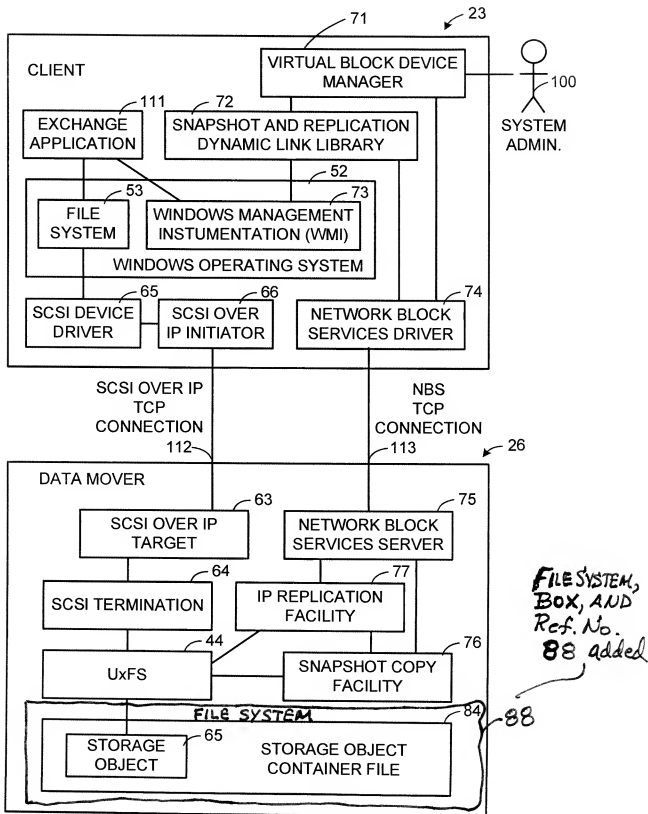 71
23
CLIENT
VIRTUAL BLOCK DEVICE
MANAGER
100
SYSTEM
ADMIN.
111
EXCHANGE
APPLICATION
72
SNAPSHOT AND REPLICATION
DYNAMIC LINK LIBRARY
52
53
FILE
SYSTEM
73
WINDOWS MANAGEMENT
INSTUMENTATION (WMI)
WINDOWS OPERATING SYSTEM
65
SCSI DEVICE
DRIVER
66
SCSI OVER
IP INITIATOR
74
NETWORK BLOCK
SERVICES DRIVER
SCSI OVER IP
TCP
CONNECTION
NBS
TCP
CONNECTION
112
113
26
DATA MOVER
63
SCSI OVER IP
TARGET
75
NETWORK BLOCK
SERVICES SERVER
64
SCSI TERMINATION
77
IP REPLICATION
FACILITY
44
UxFS
76
SNAPSHOT COPY
FACILITY
FILE SYSTEM,
BOX, AND
Ref. No.
88 added
FILE SYSTEM
84
88
65
STORAGE
OBJECT
STORAGE OBJECT
CONTAINER FILE